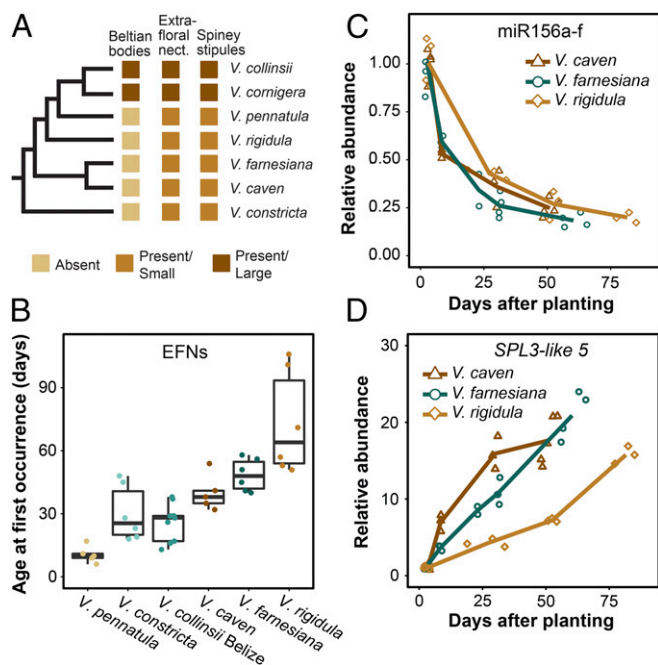 A
Beltian
bodies
Extra-
floral
nect.
Spiney
stipules
V. collinsii
V. cornigera
V. pennatula
V. rigidula
V. farnesiana
V. caven
V. constricta
Absent
Present/
Small
Present/
Large
B
EFNs
Age at first occurrence (days)
90
60
30
0
V. pennatula
V. constricta
V. collinsii Belize
V. caven
V. farnesiana
V. rigidula
C
miR156a-f
V. caven
V. farnesiana
V. rigidula
Relative abundance
1.00
0.75
0.50
0.25
0.00
0
25
50
75
Days after planting
D
SPL3-like 5
V. caven
V. farnesiana
V. rigidula
Relative abundance
30
20
10
0
0
25
50
75
Days after planting